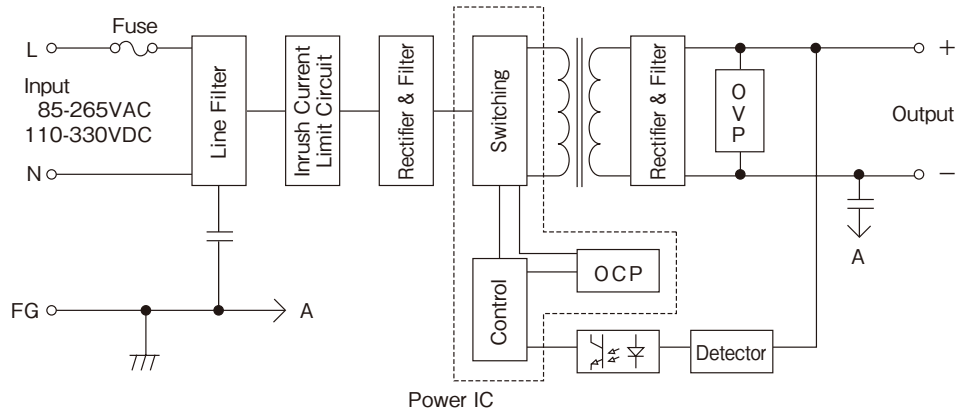 Fuse
L
Input
85-265VAC
110-330VDC
N
FG
Line Filter
Inrush Current
Limit Circuit
Rectifier & Filter
Switching
Rectifier & Filter
OVP
+
Output
−
A
A
Control
OCP
Detector
Power IC